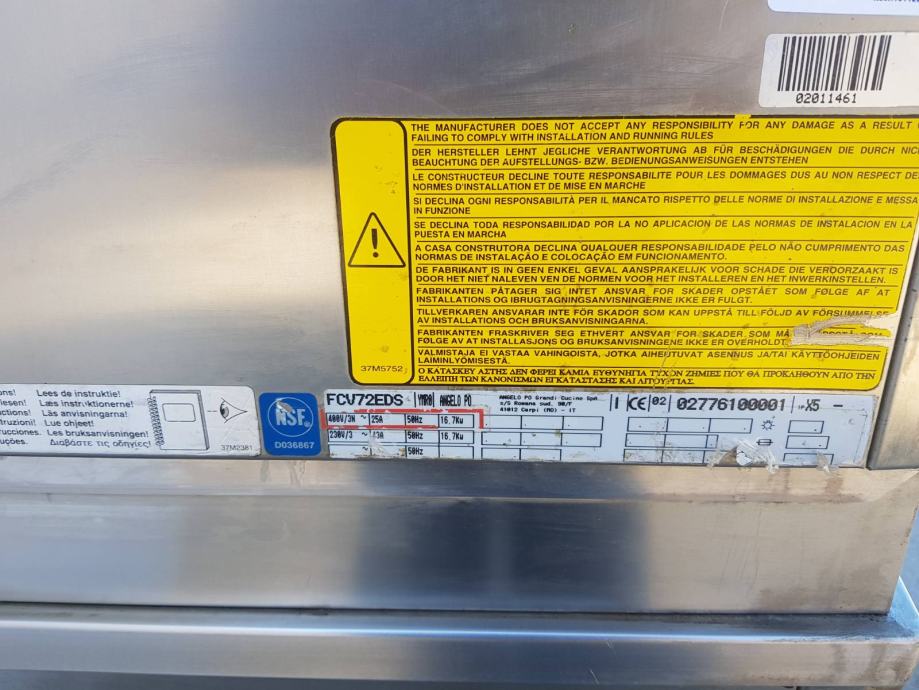 02011461
THE MANUFACTURER DOES NOT ACCEPT ANY RESPONSIBILITY FOR ANY DAMAGE AS A RESULT
FAILING TO COMPLY WITH INSTALLATION AND RUNNING RULES
DER HERSTELLER LEHNT JEGLICHE VERANTWORTUNG AB FÜR BESCHÄDIGUNGEN DIE DURCH
BEAUCHTUNG DER AUFSTELLUNGS- BZW. BEDIENUNGSANWEISUNGEN ENTSTEHEN
LE CONSTRUCTEUR DECLINE TOUTE RESPONSABILITE POUR LES DOMMAGES DUS AU NON RESPECT
NORMES D'INSTALLATION ET DE MISE EN MARCHE
SI DECLINA OGNI RESPONSABILITÀ PER IL MANCATO RISPETTO DELLE NORME DI INSTALLAZIONE E MESSA
IN FUNZIONE
SE DECLINA TODA RESPONSABILIDAD POR LA NO APLICACION DE LAS NORMAS DE INSTALACION EN LA
PUESTA EN MARCHA
A CASA CONSTRUTORA DECLINA QUALQUER RESPONSABILIDADE PELO NÃO CUMPRIMENTO DAS
NORMAS DE INSTALAÇÃO E COLOCAÇÃO EM FUNCIONAMENTO.
DE FABRIKANT IS IN GEEN ENKEL GEVAL AANSPRAKELIJK VOOR SCHADE DIE VEROORZAAKT IS
DOOR HET NIET NALEVEN VEN DE NORMEN VOOR HET INSTALLEREN EN HET INWERKINSTELLEN.
FABRIKANTEN PÅTAGER SIG INTET ANSVAR FOR SKADER OPSTÅET SOM FØLGE AF AT
INSTALLATIONS OG IBRUGTAGNINGSANVISNINGERNE IKKE ER FULGT.
TILLVERKAREN ANSVARAR INTE FÖR SKADOR SOM KAN UPPSTÅ TILL FÖLJD AV FÖRSUMMELSE
AV INSTALLATIONS OCH BRUKSANVISNINGARNA.
FABRIKANTEN FRASKRIVER SEG ETHVERT ANSVAR FOR SKADER, SOM
FØLGE AV AT INSTALLASJONS OG BRUKSANVISNINGENE IKKE ER OVERHOLDT
VALMISTAJA EI VASTAA VAHINGOISTA, JOTKA AIHEUTUVAT ASENNUS JA/TAI KÄYTTÖOHJEIDEN
LAIMINLYÖMISESTÄ.
Ο ΚΑΤΑΣΚΕΥ ΑΣΤΗΣ ΔΕΝ ΦΕΡΕΙ ΚΑΜΙΑ ΕΥΘΥΝΗ ΓΙΑ ΤΥΧΟΝ ΖΗΜΙΕΣ ΠΟΥ ΘΑ ΠΡΟΚΛΗΘΟΥΝ ΑΠΟ ΤΗΝ
ΕΛΛΕΙΠΗ ΤΩΝ ΚΑΝΟΝΙΣΜΩΝ ΕΓΚΑΤΑΣΤΑΣΗΣ ΚΑΙ ΛΕΙΤΟΥΡΓΙΑΣ.
37M5752
Lees de instruktie!
Læs instruktionerne!
Läs anvisningarna!
Lue ohjeet!
Les bruksanvisningen!
Διαβάστε τις οδηγίες!
37M2381
NSF.
D036867
FCV72EDS YMR0 ANGELO PO
400V/3N ~ 25A 50Hz 16.7Kw
230V/3 ~ 43A 50Hz 16.7Kw
50Hz
ANGELO PO Grandi Cucine SpA
s/S Romana sud, 90/F
41012 Carpi (MO) - IT
CE 02 02776100001 IPX5 -